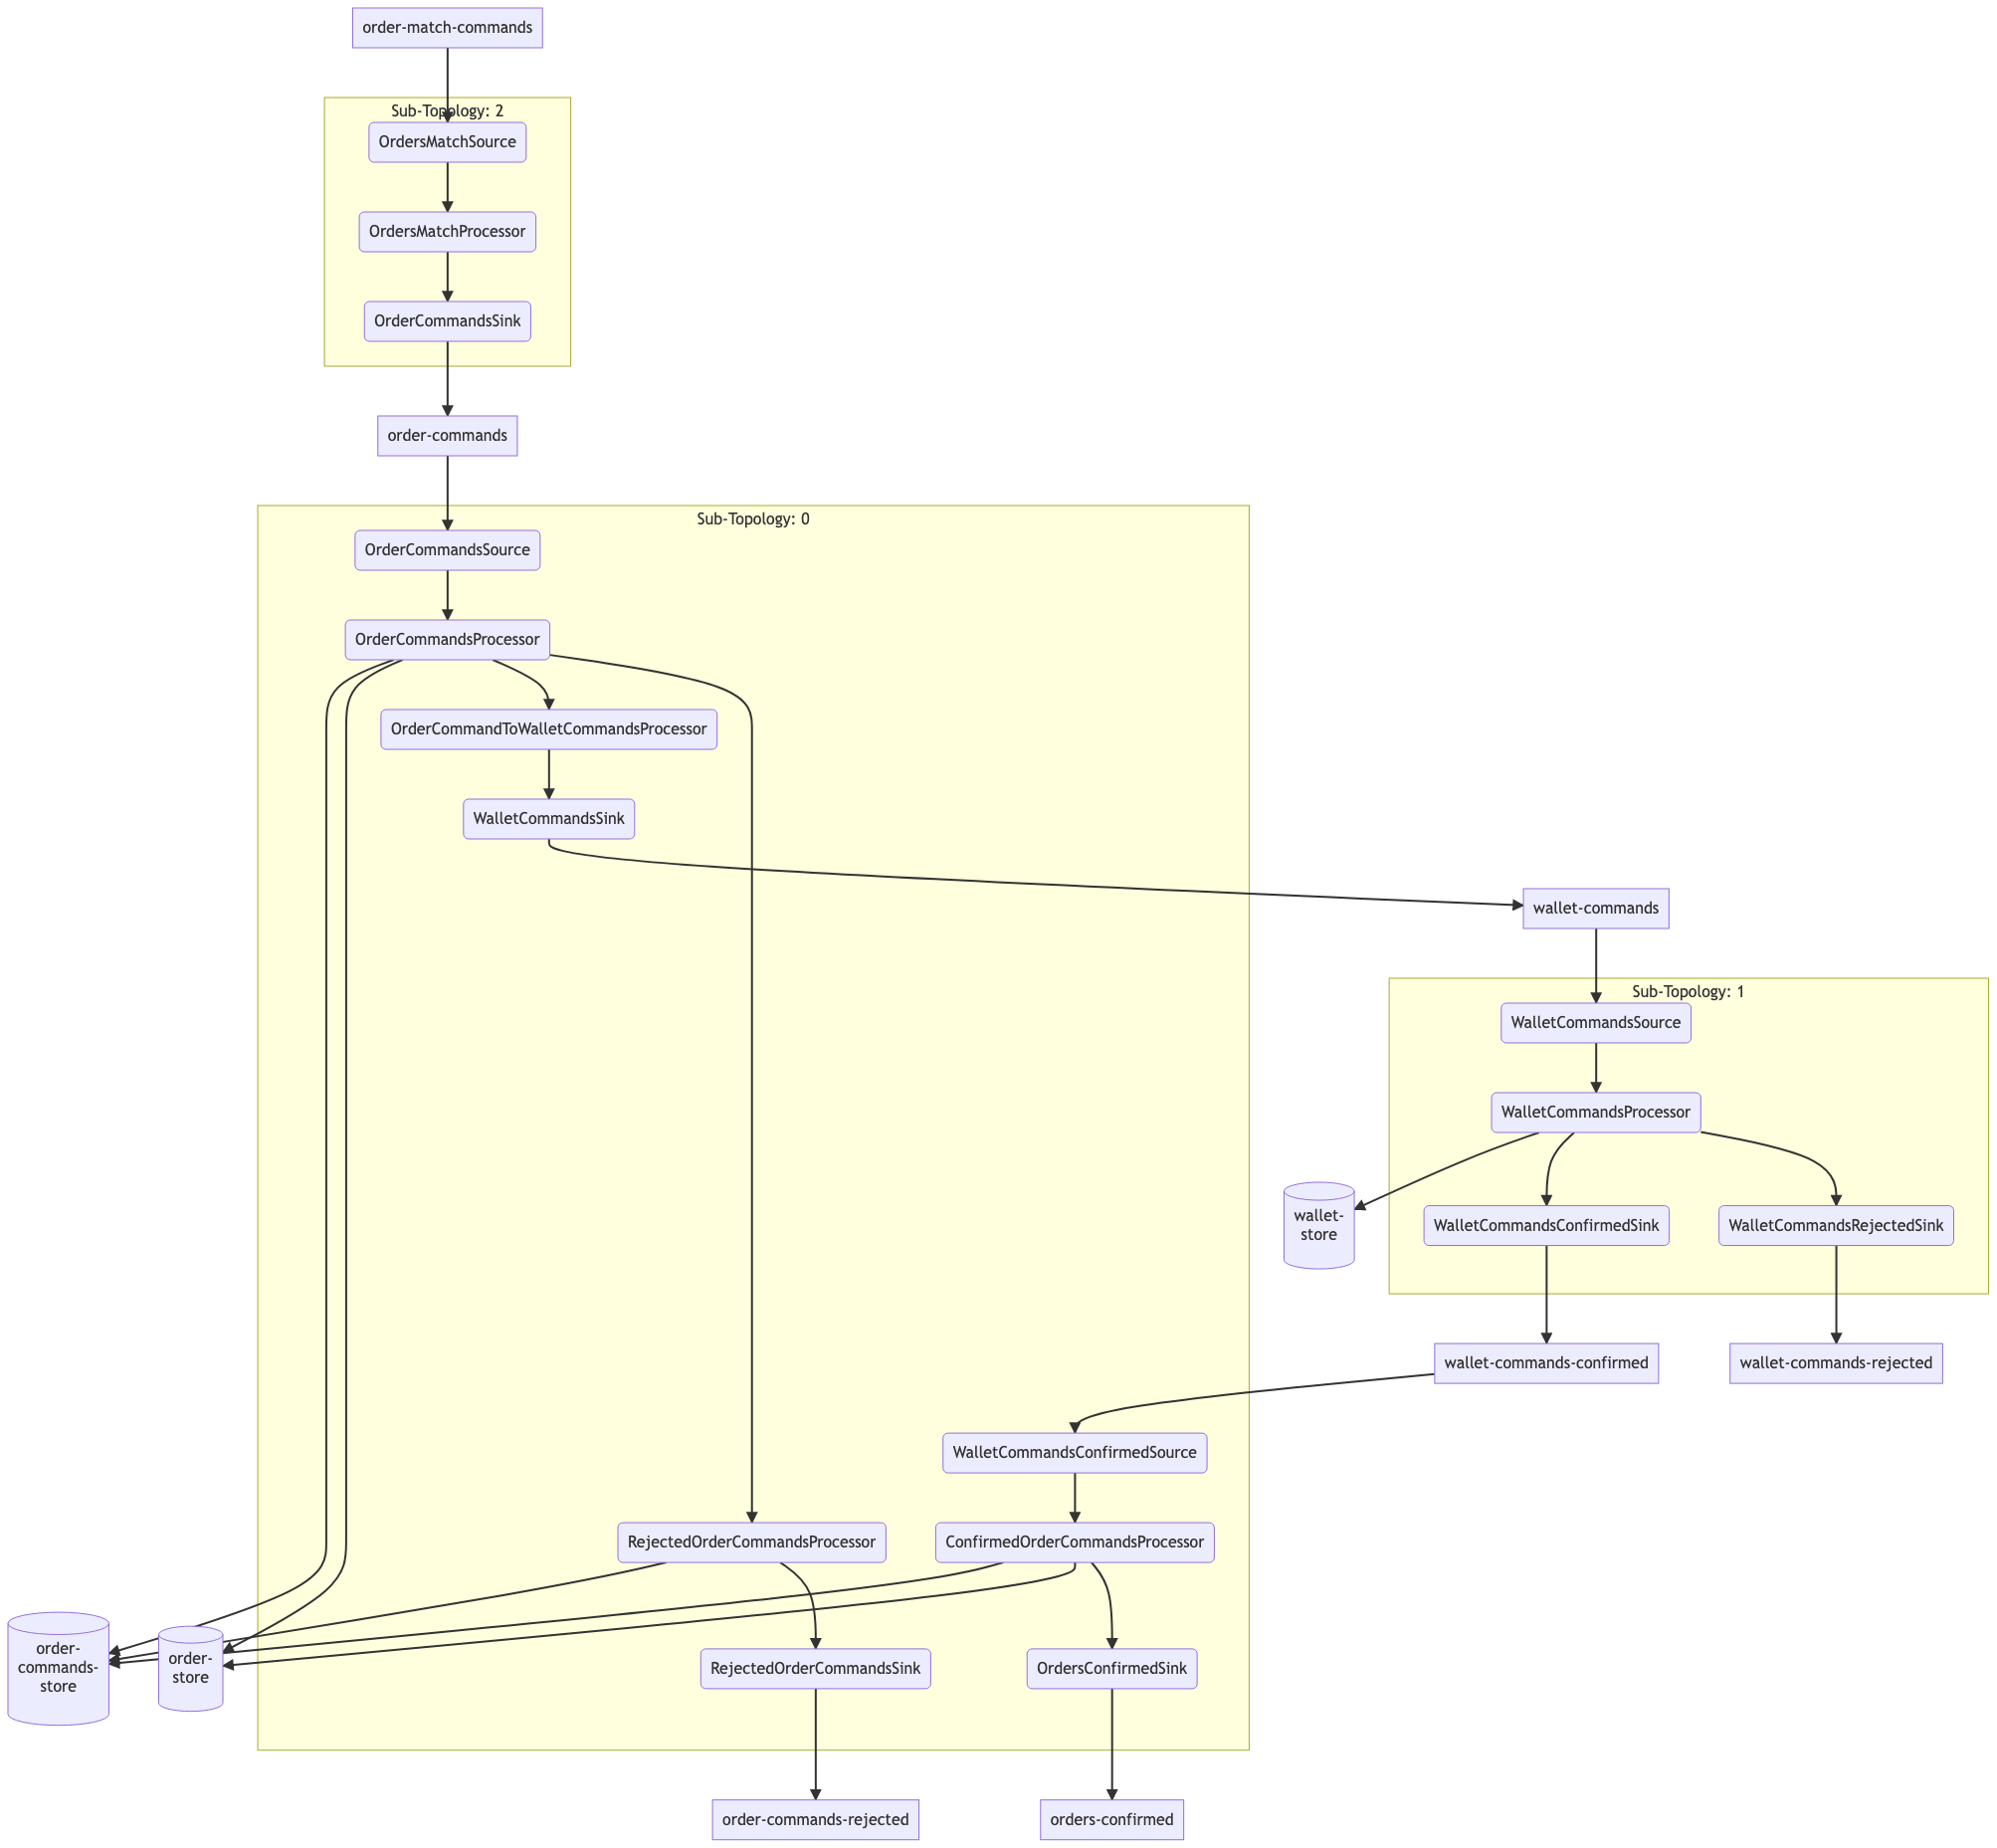 order-match-commands
Sub-Topology: 2
OrdersMatchSource
OrdersMatchProcessor
OrderCommandsSink
order-commands
Sub-Topology: 0
OrderCommandsSource
OrderCommandsProcessor
OrderCommandToWalletCommandsProcessor
WalletCommandsSink
wallet-commands
Sub-Topology: 1
WalletCommandsSource
WalletCommandsProcessor
wallet-
store
WalletCommandsConfirmedSink
WalletCommandsRejectedSink
wallet-commands-confirmed
wallet-commands-rejected
WalletCommandsConfirmedSource
RejectedOrderCommandsProcessor
ConfirmedOrderCommandsProcessor
order-
commands-
store
order-
store
RejectedOrderCommandsSink
OrdersConfirmedSink
order-commands-rejected
orders-confirmed